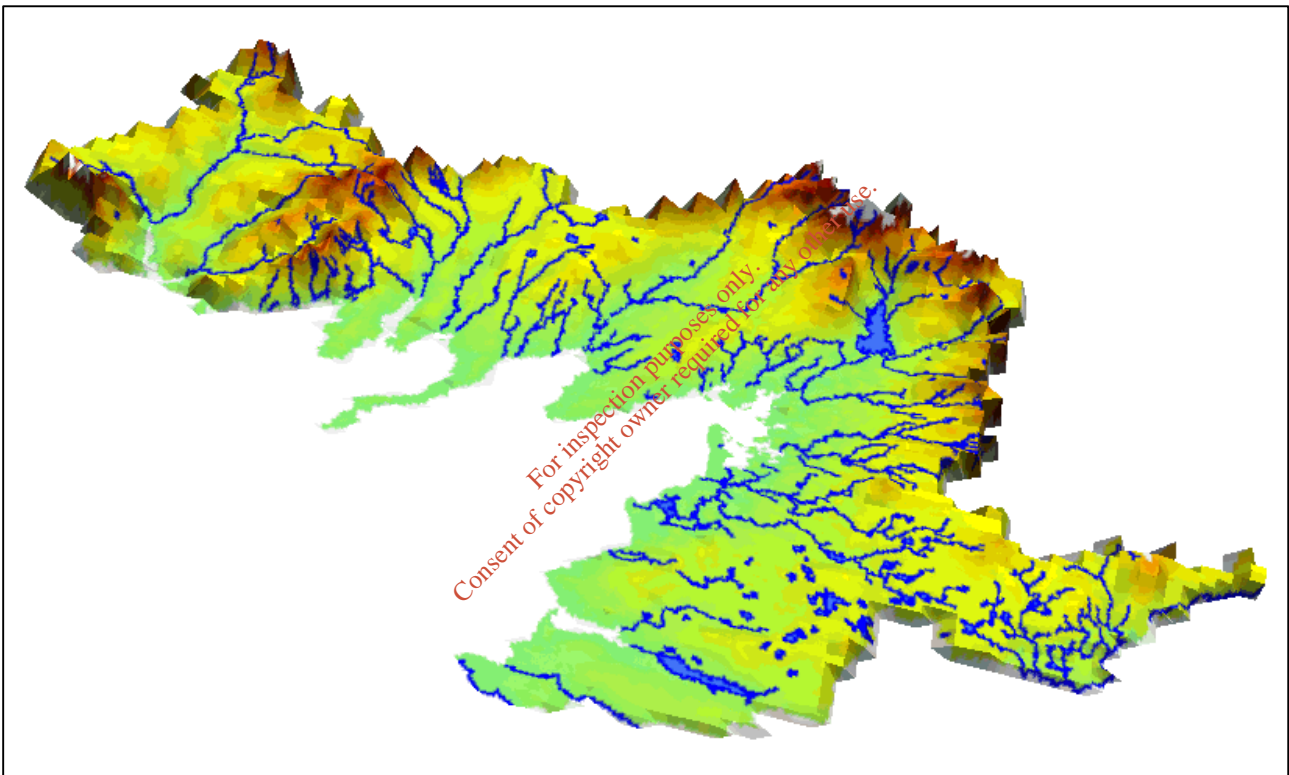 For inspection purposes only.
Consent of copyright owner required for any other use.